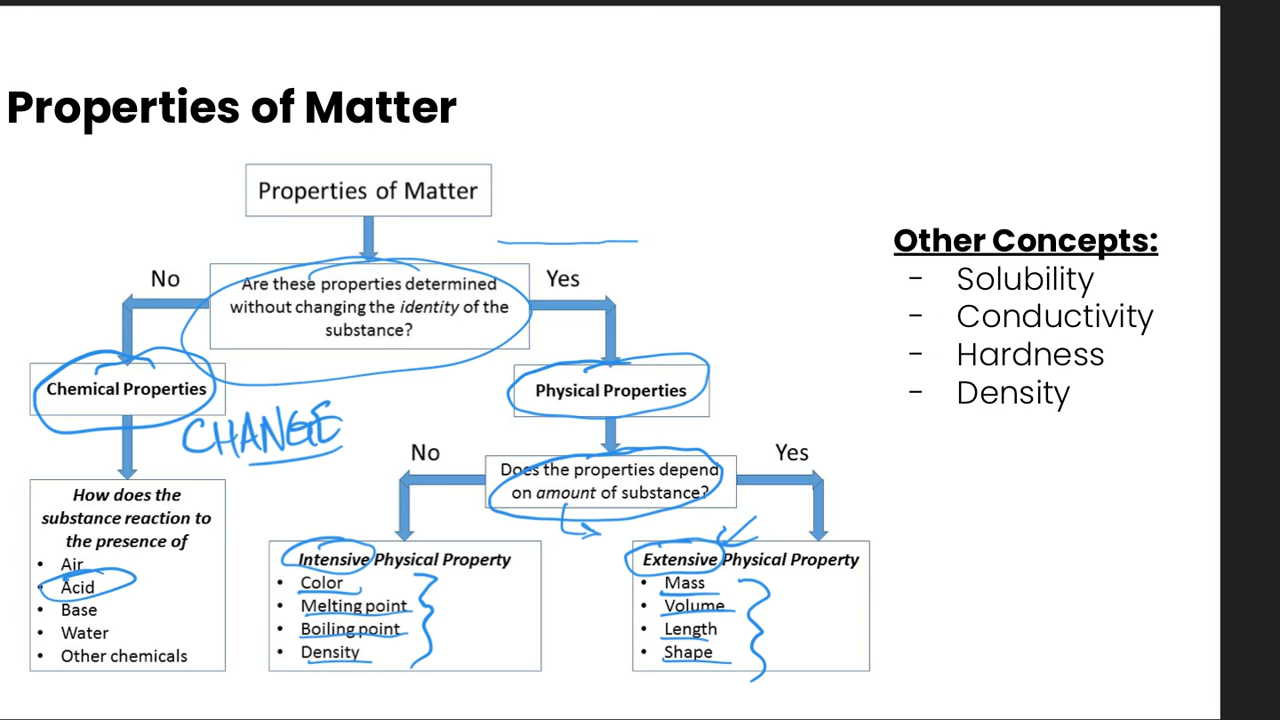 Properties of Matter
Properties of Matter
No
Yes
Are these properties determined
without changing the identity of the
substance?
Chemical Properties
Physical Properties
CHANGE
No
Yes
Does the properties depend
on amount of substance?
How does the
substance reaction to
the presence of
• Air
• Acid
• Base
• Water
• Other chemicals
Intensive Physical Property
• Color
• Melting point
• Boiling point
• Density
Extensive Physical Property
• Mass
• Volume
• Length
• Shape
Other Concepts:
- Solubility
- Conductivity
- Hardness
- Density